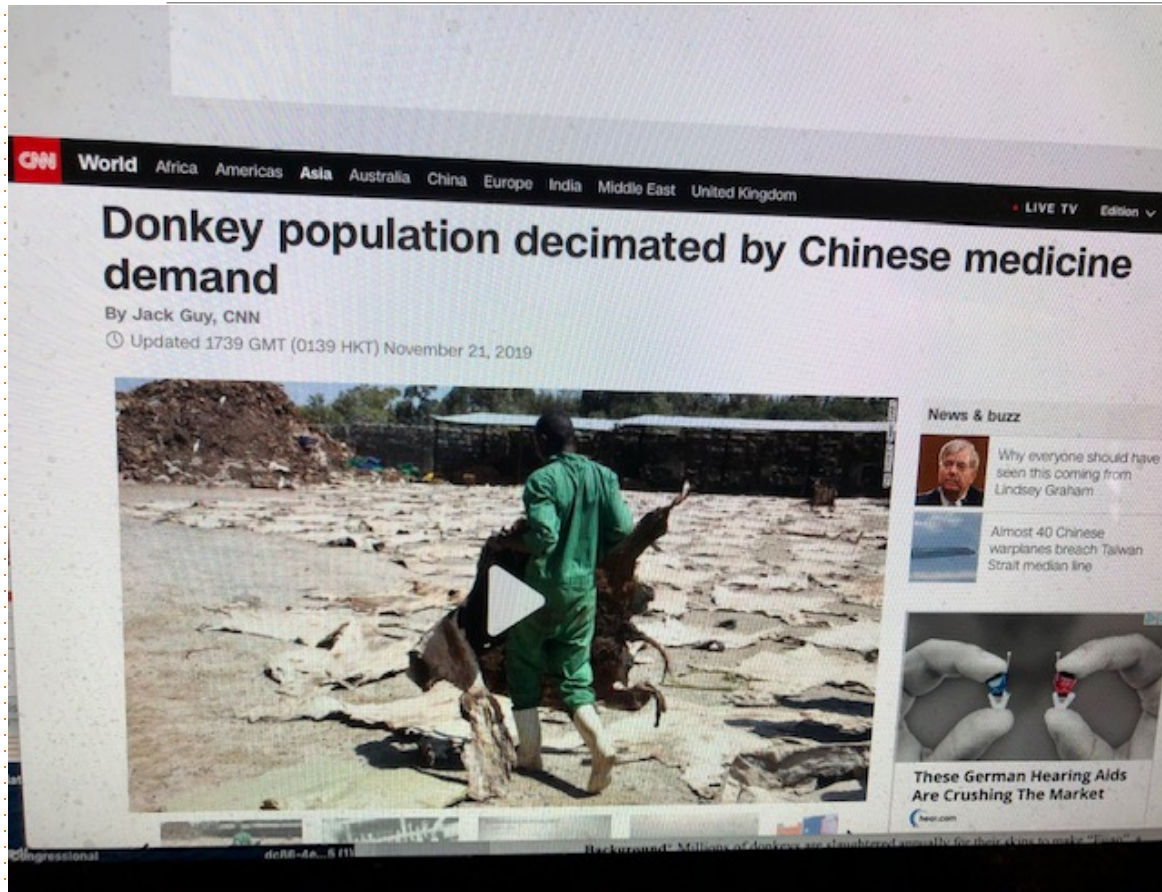 CNN World Africa Americas Asia Australia China Europe India Middle East United Kingdom LIVE TV Edition
Donkey population decimated by Chinese medicine
demand
By Jack Guy, CNN
Updated 1739 GMT (0139 HKT) November 21, 2019
News & buzz
Why everyone should have
seen this coming from
Lindsey Graham
Almost 40 Chinese
warplanes breach Taiwan
Strait median line
These German Hearing Aids
Are Crushing The Market
hear.com
Background: Millions of donkeys are slaughtered annually for their skins to make